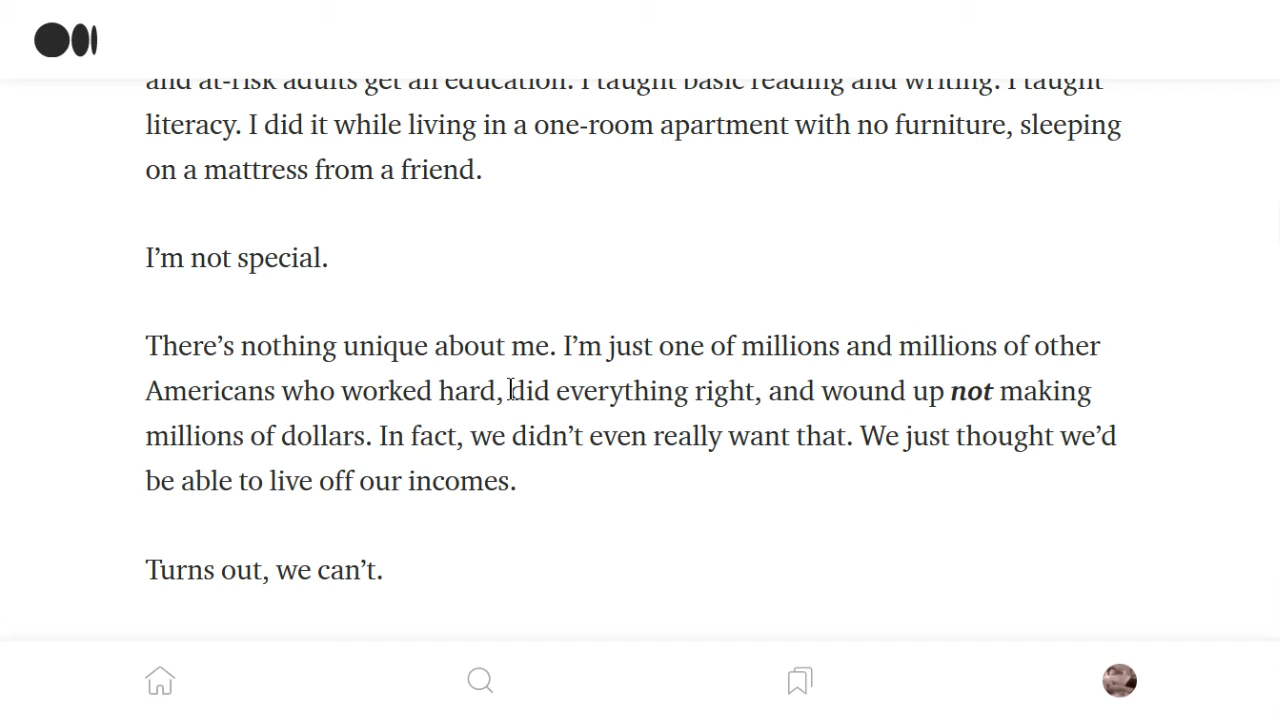 and at-risk adults get an education. I taught basic reading and writing. I taught
literacy. I did it while living in a one-room apartment with no furniture, sleeping
on a mattress from a friend.
I’m not special.
There’s nothing unique about me. I’m just one of millions and millions of other
Americans who worked hard, did everything right, and wound up not making
millions of dollars. In fact, we didn’t even really want that. We just thought we’d
be able to live off our incomes.
Turns out, we can’t.